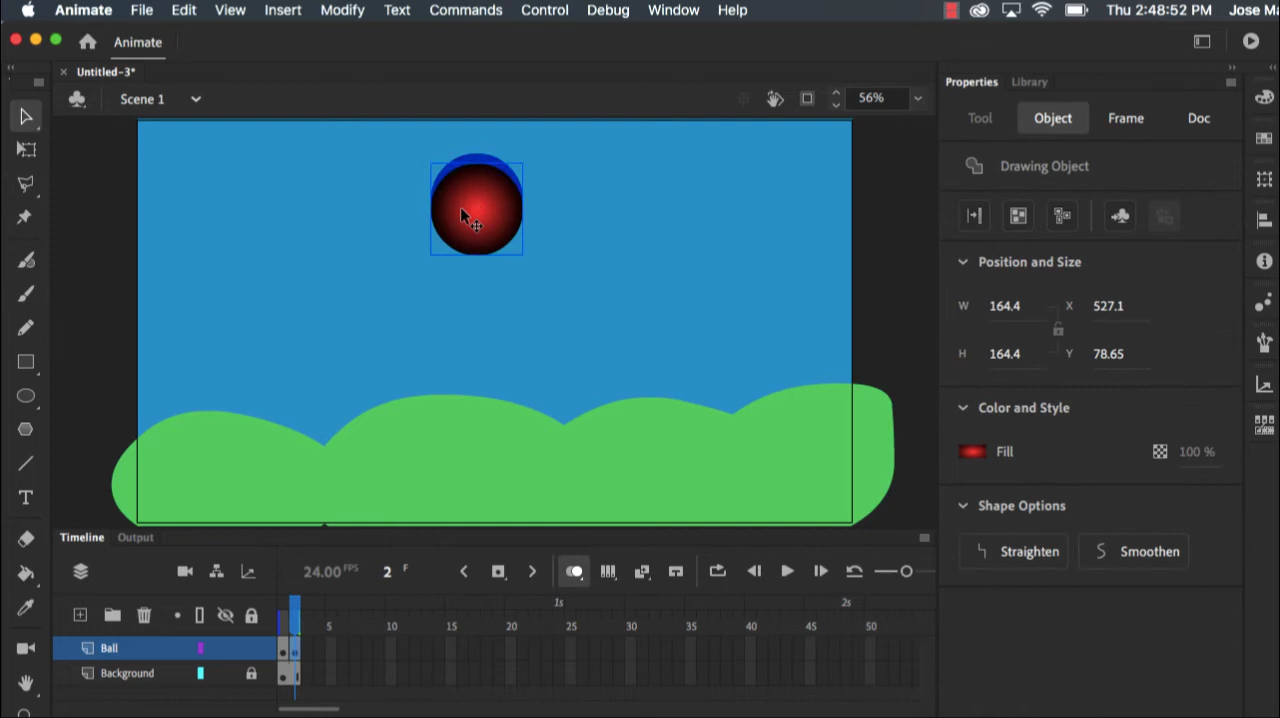 Animate File Edit View Insert Modify Text Commands Control Debug Window Help Thu 2:48:52 PM Jose Ma
Animate
Untitled-3*
Scene 1 56%
Properties Library
Tool Object Frame Doc
Drawing Object
Position and Size
W 164.4 X 527.1
H 164.4 Y 78.65
Color and Style
Fill 100 %
Shape Options
Straighten Smoothen
Timeline Output
24.00 FPS 2 F
1s 2s
5 10 15 20 25 30 35 40 45 50
Ball
Background